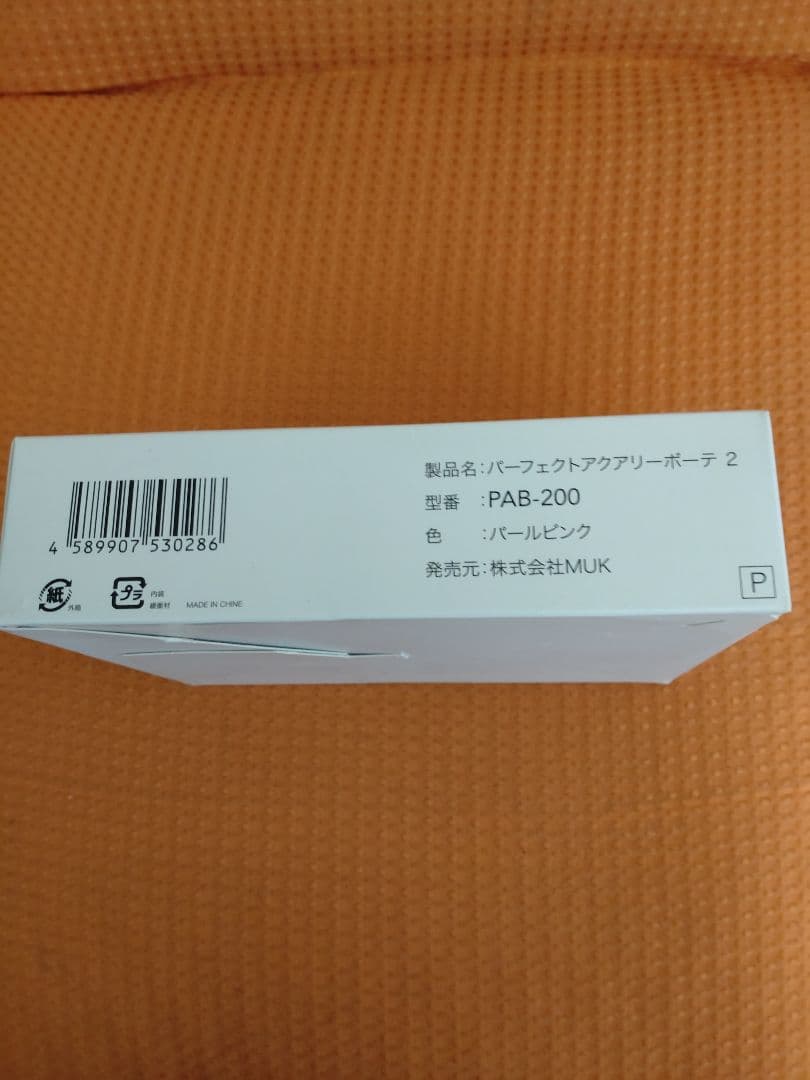 製品名:パーフェクトアクアリーボーテ 2
型番 :PAB-200
色 :パールピンク
発売元:株式会社MUK
P
4 589907 530286
紙 外箱
プラ 内装 緩衝材
MADE IN CHINE